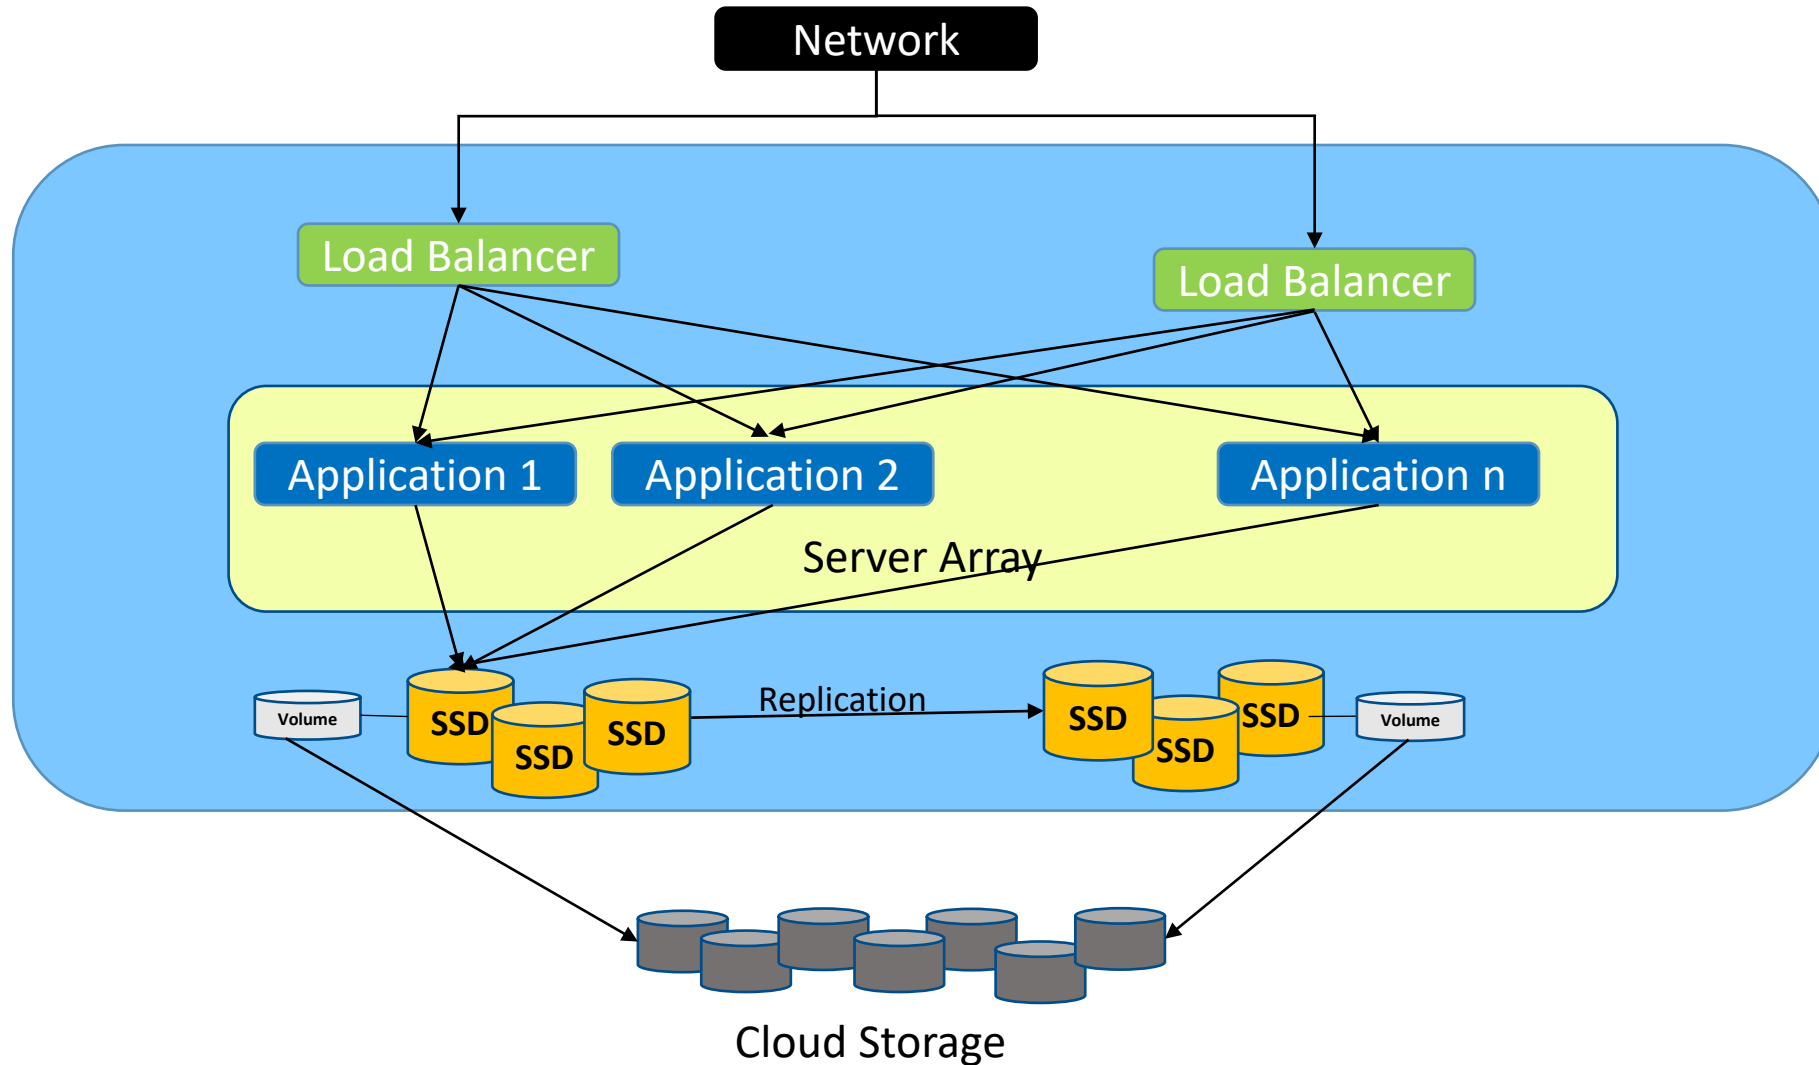 Network
Load Balancer
Load Balancer
Application 1
Application 2
Application n
Server Array
Volume
SSD
SSD
SSD
Replication
SSD
SSD
SSD
Volume
Cloud Storage